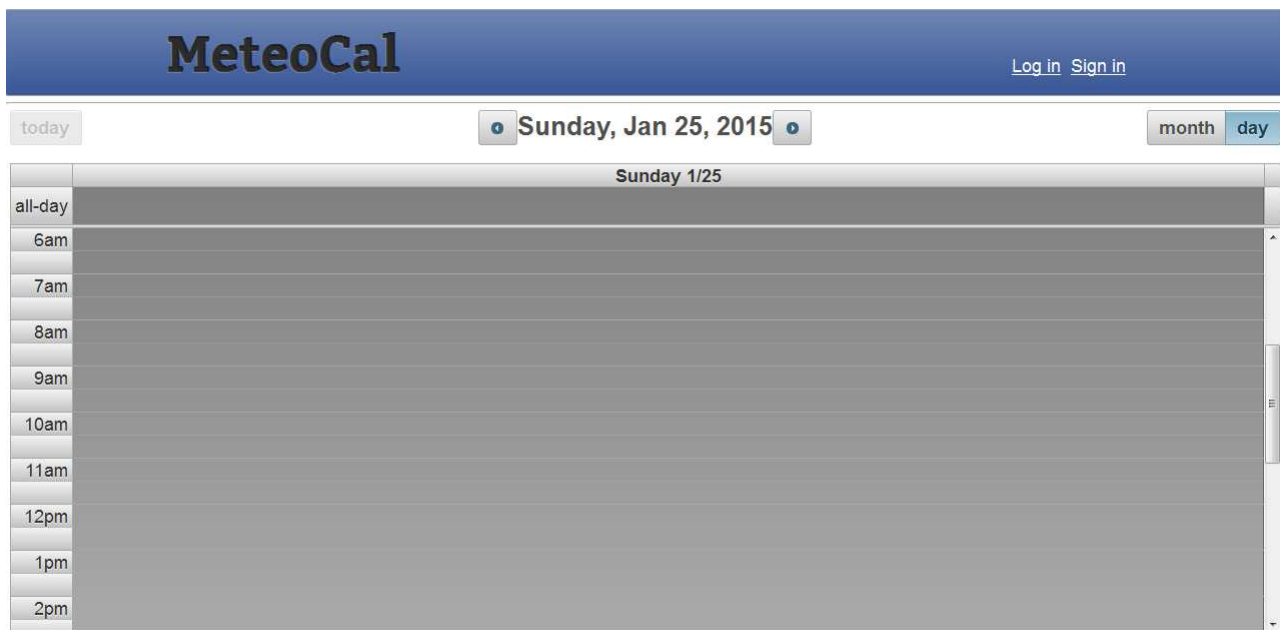 MeteoCal
Log in Sign in
today
Sunday, Jan 25, 2015
month day
Sunday 1/25
all-day
6am
7am
8am
9am
10am
11am
12pm
1pm
2pm